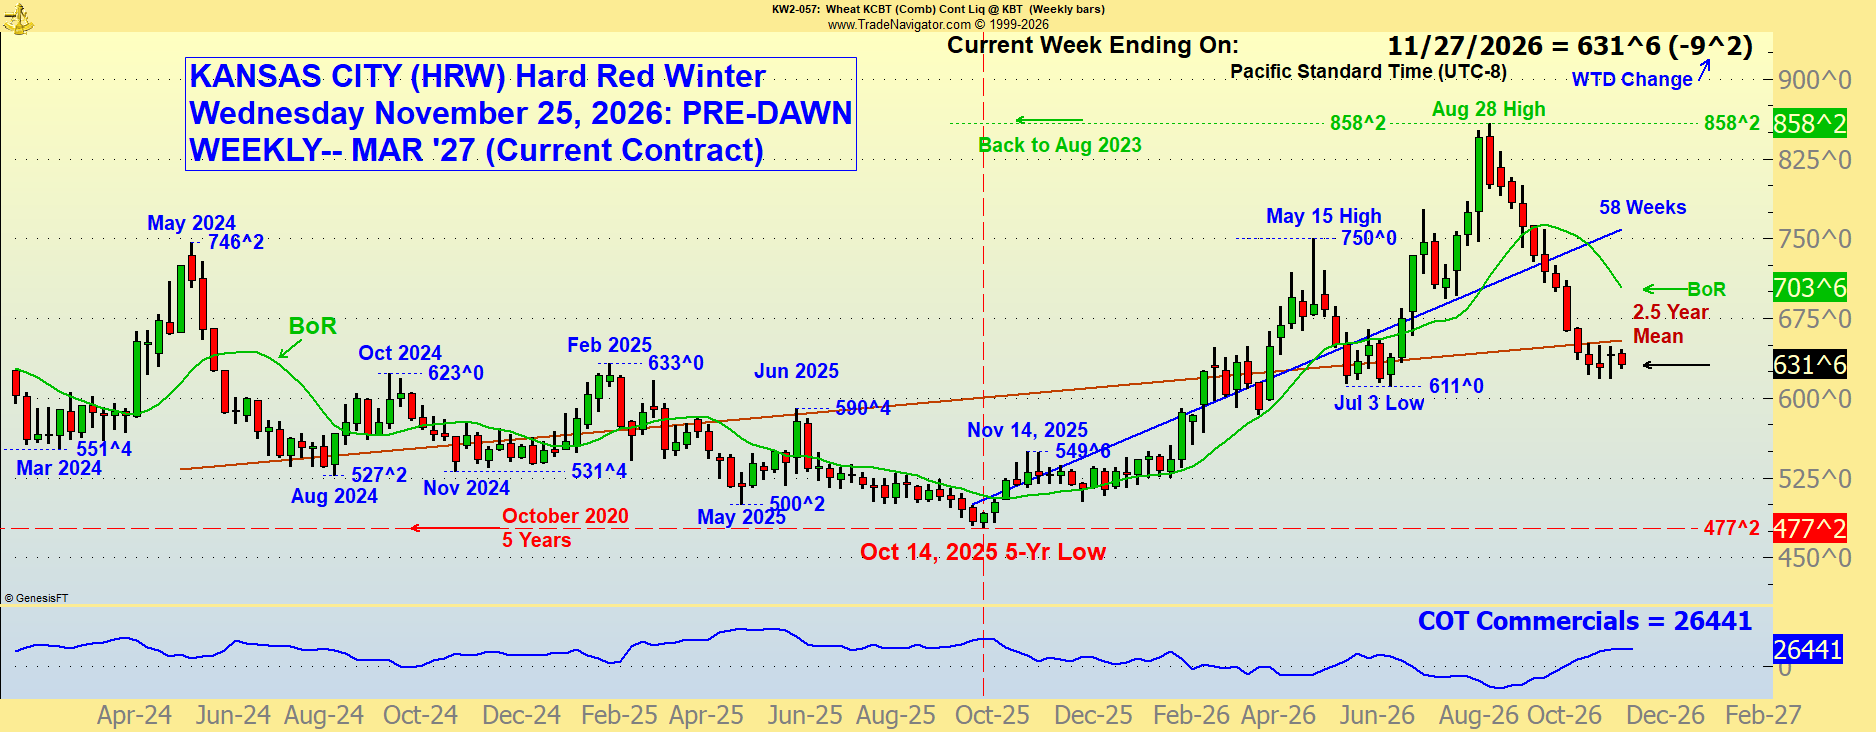 KW2-057: Wheat KCBT (Comb) Cont Liq @ KBT (Weekly bars)
www.TradeNavigator.com © 1999-2026
Current Week Ending On: 11/27/2026 = 631^6 (-9^2)
Pacific Standard Time (UTC-8)
WTD Change
KANSAS CITY (HRW) Hard Red Winter
Wednesday November 25, 2026: PRE-DAWN
WEEKLY-- MAR '27 (Current Contract)
900^0
Aug 28 High
858^2
858^2
858^2
Back to Aug 2023
825^0
May 2024
746^2
May 15 High
750^0
58 Weeks
750^0
BoR
703^6
2.5 Year
Mean
675^0
BoR
Oct 2024
623^0
Feb 2025
633^0
Jun 2025
590^4
631^6
611^0
Jul 3 Low
600^0
Nov 14, 2025
549^6
551^4
Mar 2024
527^2
Aug 2024
531^4
Nov 2024
500^2
May 2025
525^0
October 2020
5 Years
477^2
477^2
Oct 14, 2025 5-Yr Low
450^0
© GenesisFT
COT Commercials = 26441
26441
0
Apr-24 Jun-24 Aug-24 Oct-24 Dec-24 Feb-25 Apr-25 Jun-25 Aug-25 Oct-25 Dec-25 Feb-26 Apr-26 Jun-26 Aug-26 Oct-26 Dec-26 Feb-27